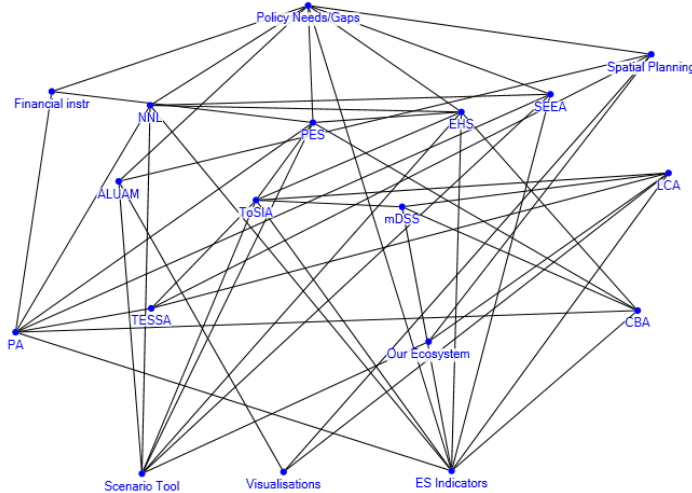 Policy Needs/Gaps
Spatial Planning
Financial instr
NNL
SEEA
EHS
PES
LCA
ALUAM
ToSIA
mDSS
TESSA
CBA
PA
Our Ecosystem
Scenario Tool
Visualisations
ES Indicators